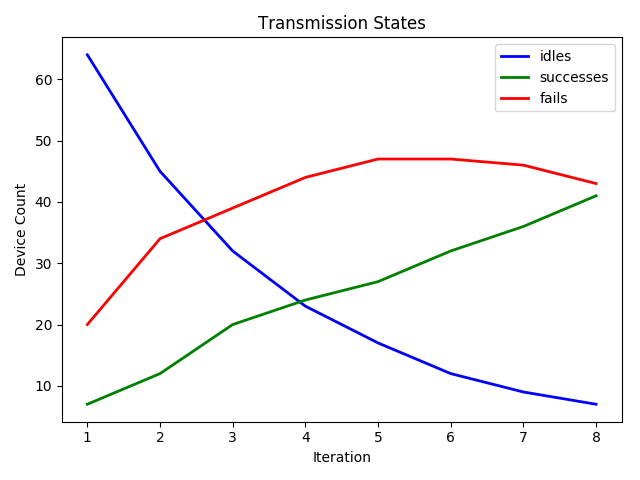 Transmission States
idles
successes
fails
60
50
40
30
20
10
Device Count
1 2 3 4 5 6 7 8
Iteration